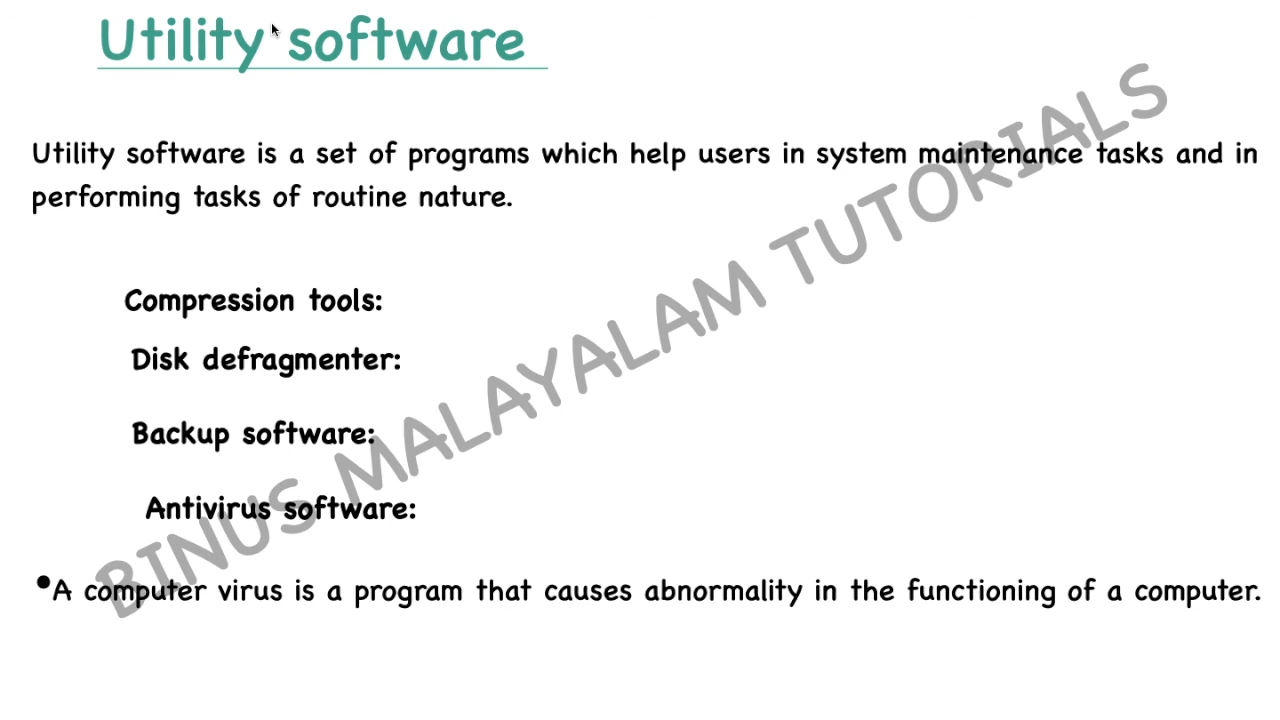 Utility software
Utility software is a set of programs which help users in system maintenance tasks and in
performing tasks of routine nature.
Compression tools:
Disk defragmenter:
Backup software:
Antivirus software:
•A computer virus is a program that causes abnormality in the functioning of a computer.
BINUS MALAYALAM TUTORIALS